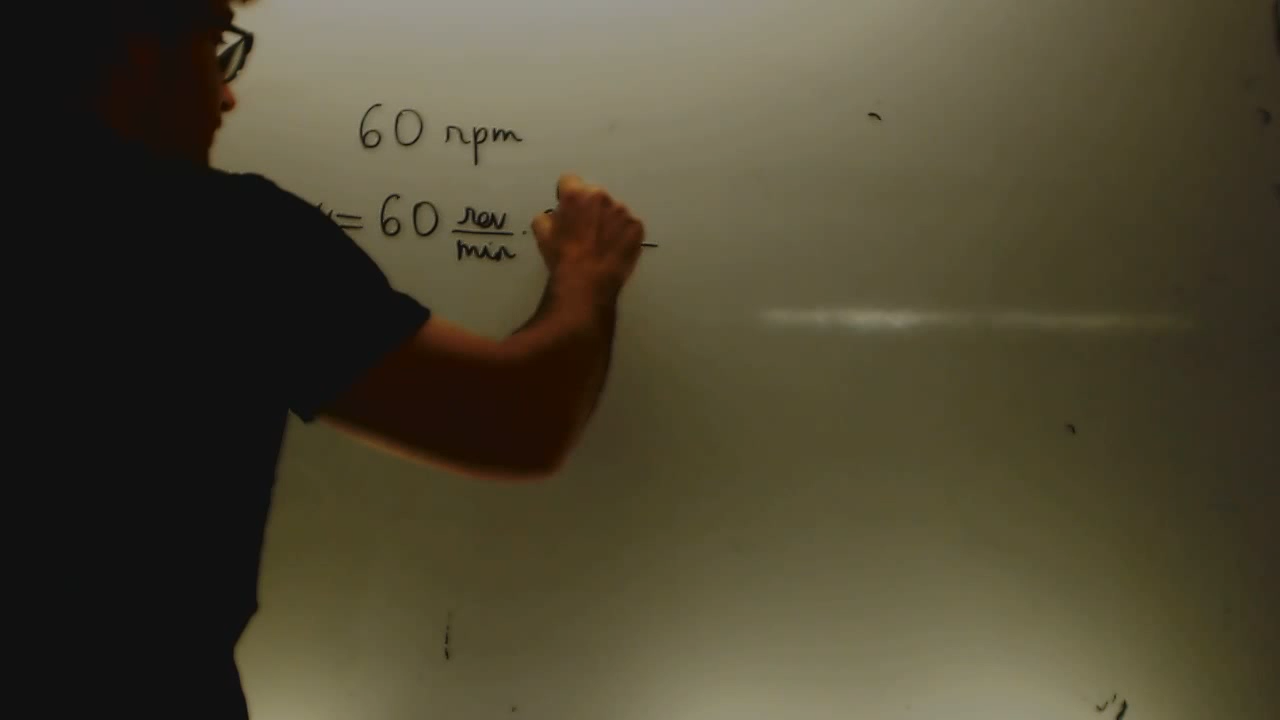 60 rpm
= 60 rev/min ·